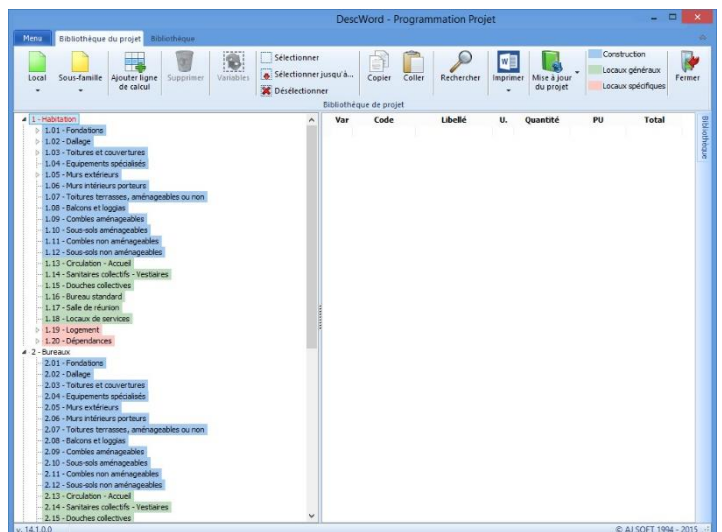 DescWord - Programmation Projet
Menu Bibliothèque du projet Bibliothèque
Local Sous-famille Ajouter ligne de calcul Supprimer Variables
Sélectionner
Sélectionner jusqu'à...
Désélectionner
Copier Coller Rechercher Imprimer Mise à jour du projet
Construction
Locaux généraux
Locaux spécifiques
Fermer
Bibliothèque de projet
1 - Habitation
1.01 - Fondations
1.02 - Dallage
1.03 - Toitures et couvertures
1.04 - Equipements spécialisés
1.05 - Murs extérieurs
1.06 - Murs intérieurs porteurs
1.07 - Toitures terrasses, aménageables ou non
1.08 - Balcons et loggias
1.09 - Combles aménageables
1.10 - Sous-sols aménageables
1.11 - Combles non aménageables
1.12 - Sous-sols non aménageables
1.13 - Circulation - Accueil
1.14 - Sanitaires collectifs - Vestiaires
1.15 - Douches collectives
1.16 - Bureau standard
1.17 - Salle de réunion
1.18 - Locaux de services
1.19 - Logement
1.20 - Dépendances
2 - Bureaux
2.01 - Fondations
2.02 - Dallage
2.03 - Toitures et couvertures
2.04 - Equipements spécialisés
2.05 - Murs extérieurs
2.06 - Murs intérieurs porteurs
2.07 - Toitures terrasses, aménageables ou non
2.08 - Balcons et loggias
2.09 - Combles aménageables
2.10 - Sous-sols aménageables
2.11 - Combles non aménageables
2.12 - Sous-sols non aménageables
2.13 - Circulation - Accueil
2.14 - Sanitaires collectifs - Vestiaires
2.15 - Douches collectives
Var Code Libellé U. Quantité PU Total
Bibliothèque
v. 14.1.0.0
© ALSOFT 1994 - 2015